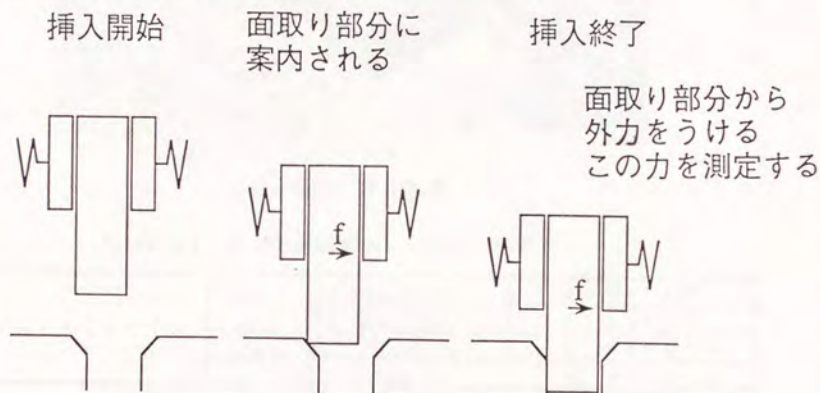 挿入開始
面取り部分に
案内される
挿入終了
面取り部分から
外力をうける
この力を測定する
f
f